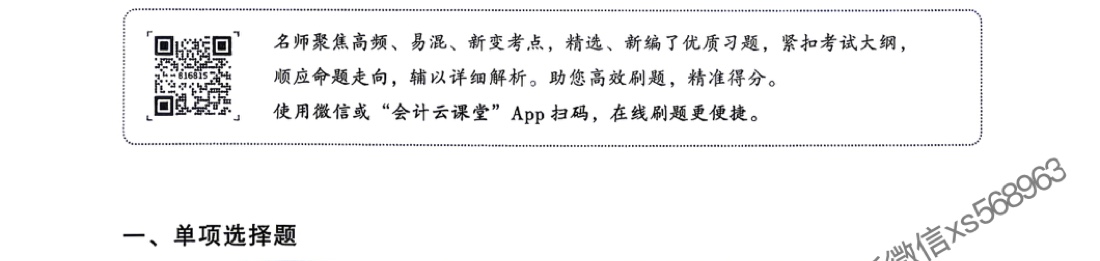 名师聚焦高频、易混、新变考点，精选、新编了优质习题，紧扣考试大纲，
顺应命题走向，辅以详细解析。助您高效刷题，精准得分。
使用微信或“会计云课堂”App 扫码，在线刷题更便捷。
816815
一、单项选择题
微信xs568963